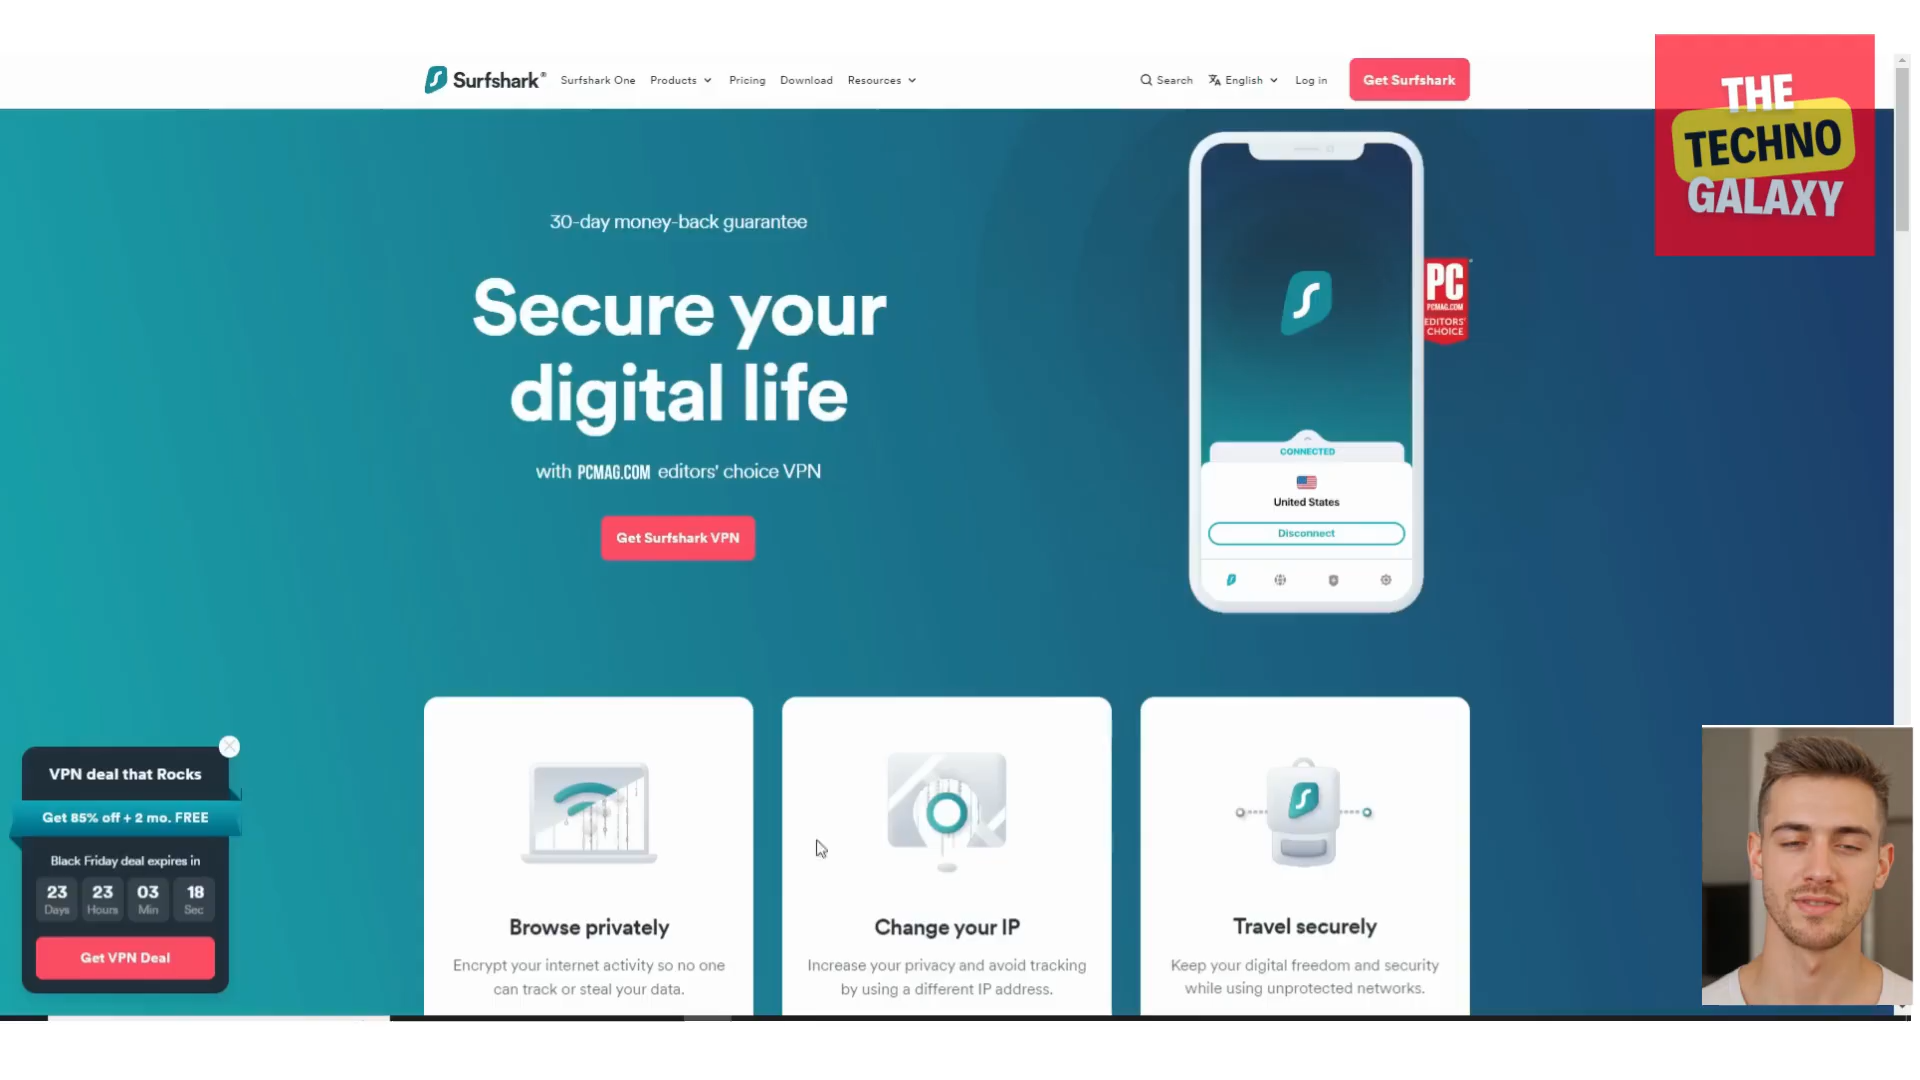 Surfshark®
Surfshark One
Products
Pricing
Download
Resources
Search
English
Log in
Get Surfshark
THE
TECHNO
GALAXY
30-day money-back guarantee
Secure your
digital life
with PCMAG.COM editors' choice VPN
Get Surfshark VPN
PC
PCMAG.COM
EDITORS'
CHOICE
CONNECTED
United States
Disconnect
VPN deal that Rocks
Get 85% off + 2 mo. FREE
Black Friday deal expires in
23 23 03 18
Days Hours Min Sec
Get VPN Deal
Browse privately
Encrypt your internet activity so no one
can track or steal your data.
Change your IP
Increase your privacy and avoid tracking
by using a different IP address.
Travel securely
Keep your digital freedom and security
while using unprotected networks.